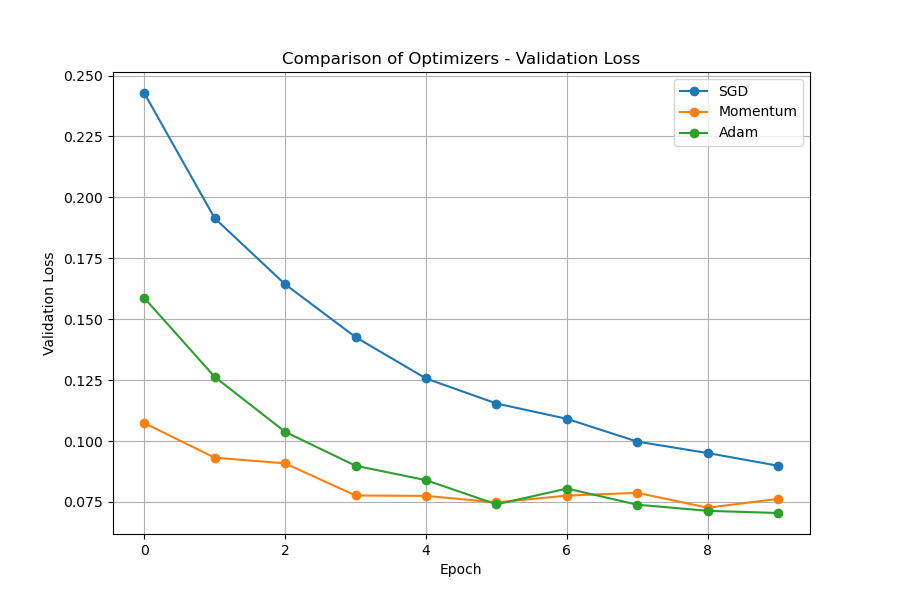 Comparison of Optimizers - Validation Loss
SGD
Momentum
Adam
Validation Loss
0.250
0.225
0.200
0.175
0.150
0.125
0.100
0.075
0
2
4
6
8
Epoch